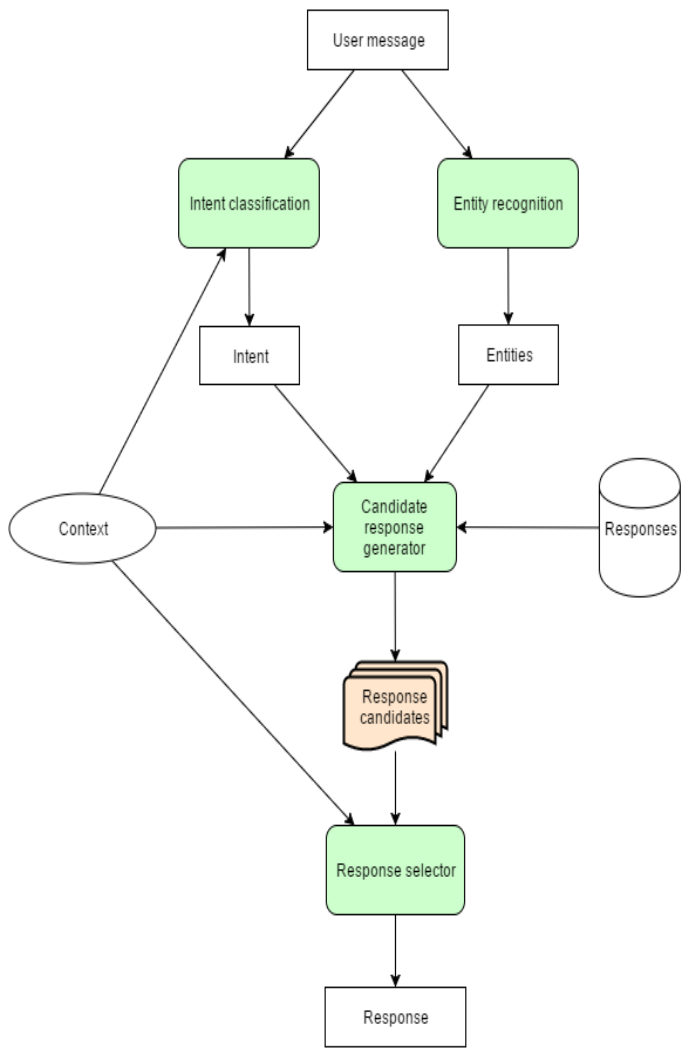 User message
Intent classification
Entity recognition
Intent
Entities
Context
Candidate
response
generator
Responses
Response
candidates
Response selector
Response